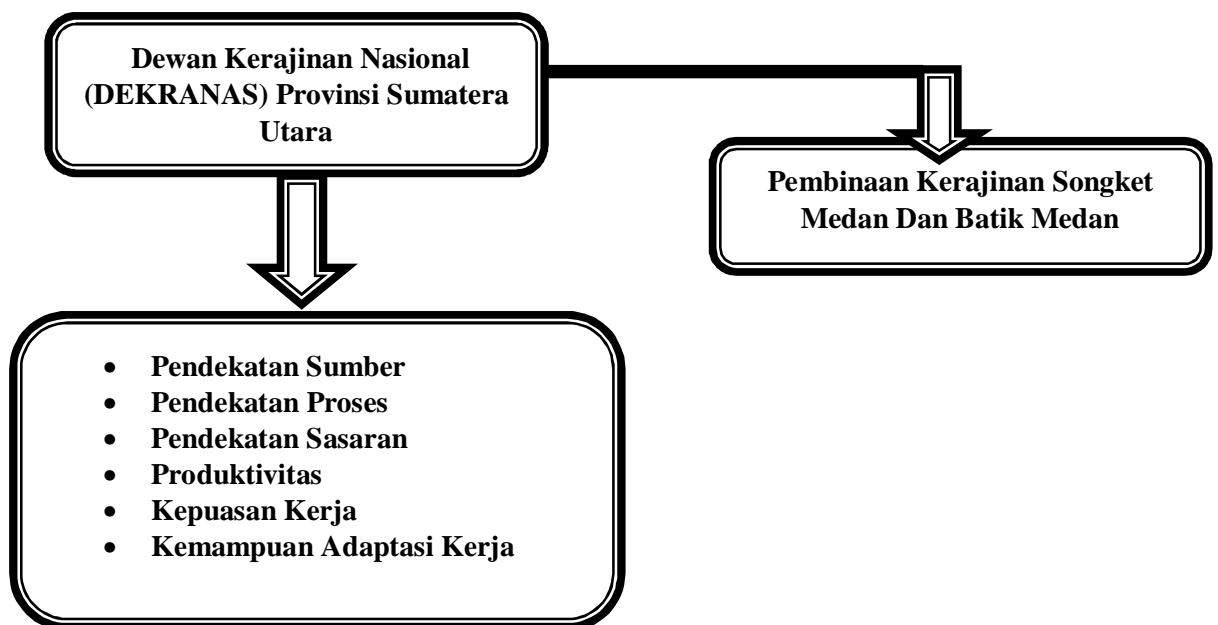 Dewan Kerajinan Nasional
(DEKRANAS) Provinsi Sumatera
Utara
Pembinaan Kerajinan Songket
Medan Dan Batik Medan
• Pendekatan Sumber
• Pendekatan Proses
• Pendekatan Sasaran
• Produktivitas
• Kepuasan Kerja
• Kemampuan Adaptasi Kerja